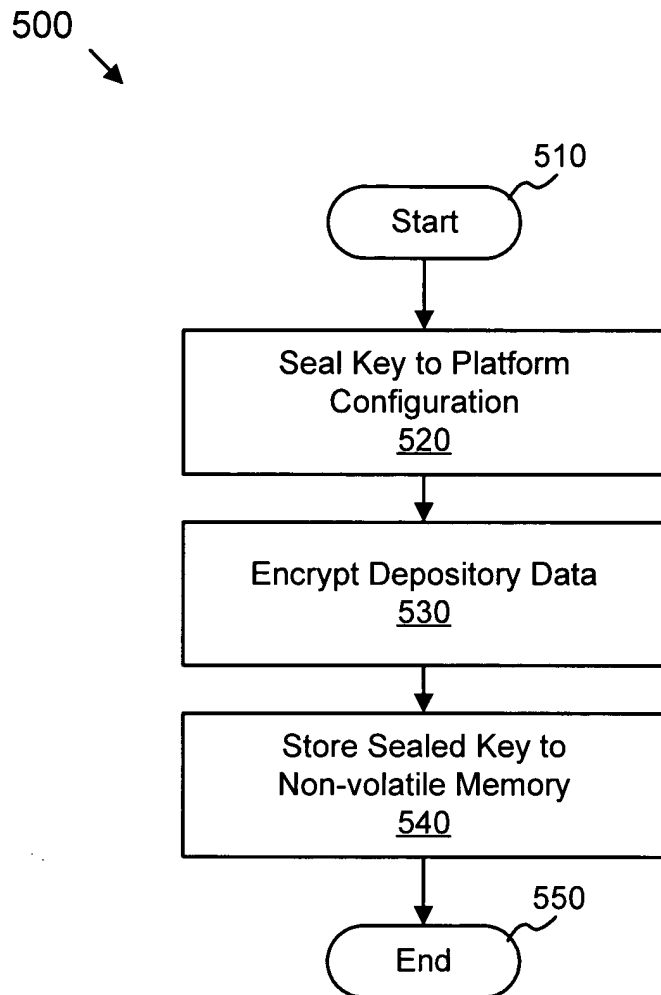 500
510
Start
Seal Key to Platform
Configuration
520
Encrypt Depository Data
530
Store Sealed Key to
Non-volatile Memory
540
550
End